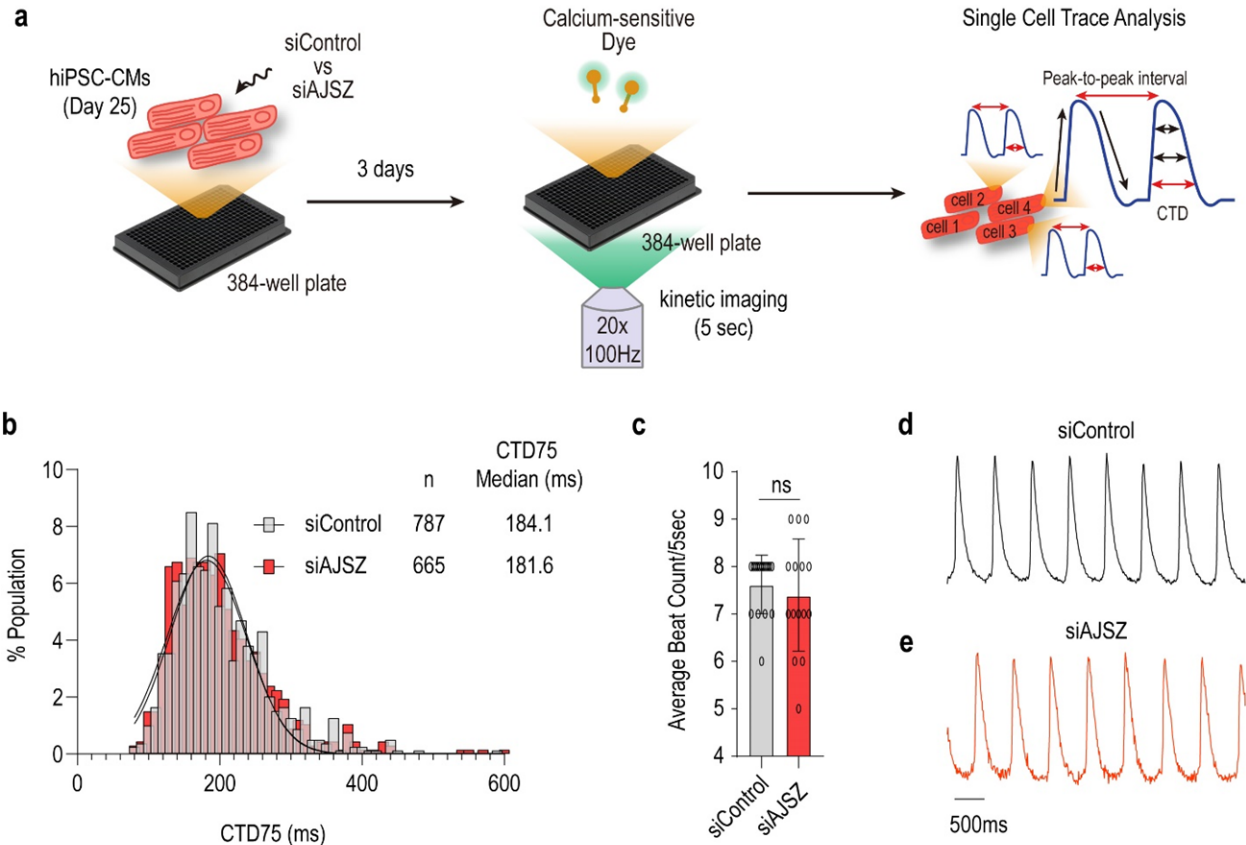 a
hiPSC-CMs
(Day 25)
siControl
vs
siAJSZ
384-well plate
3 days
Calcium-sensitive
Dye
384-well plate
kinetic imaging
(5 sec)
20x
100Hz
Single Cell Trace Analysis
Peak-to-peak interval
cell 2
cell 4
cell 1
cell 3
CTD
b
% Population
10
8
6
4
2
0
0
200
400
600
CTD75 (ms)
CTD75
n Median (ms)
siControl 787 184.1
siAJSZ 665 181.6
c
Average Beat Count/5sec
10
9
8
7
6
5
4
ns
siControl
siAJSZ
d
siControl
e
siAJSZ
500ms